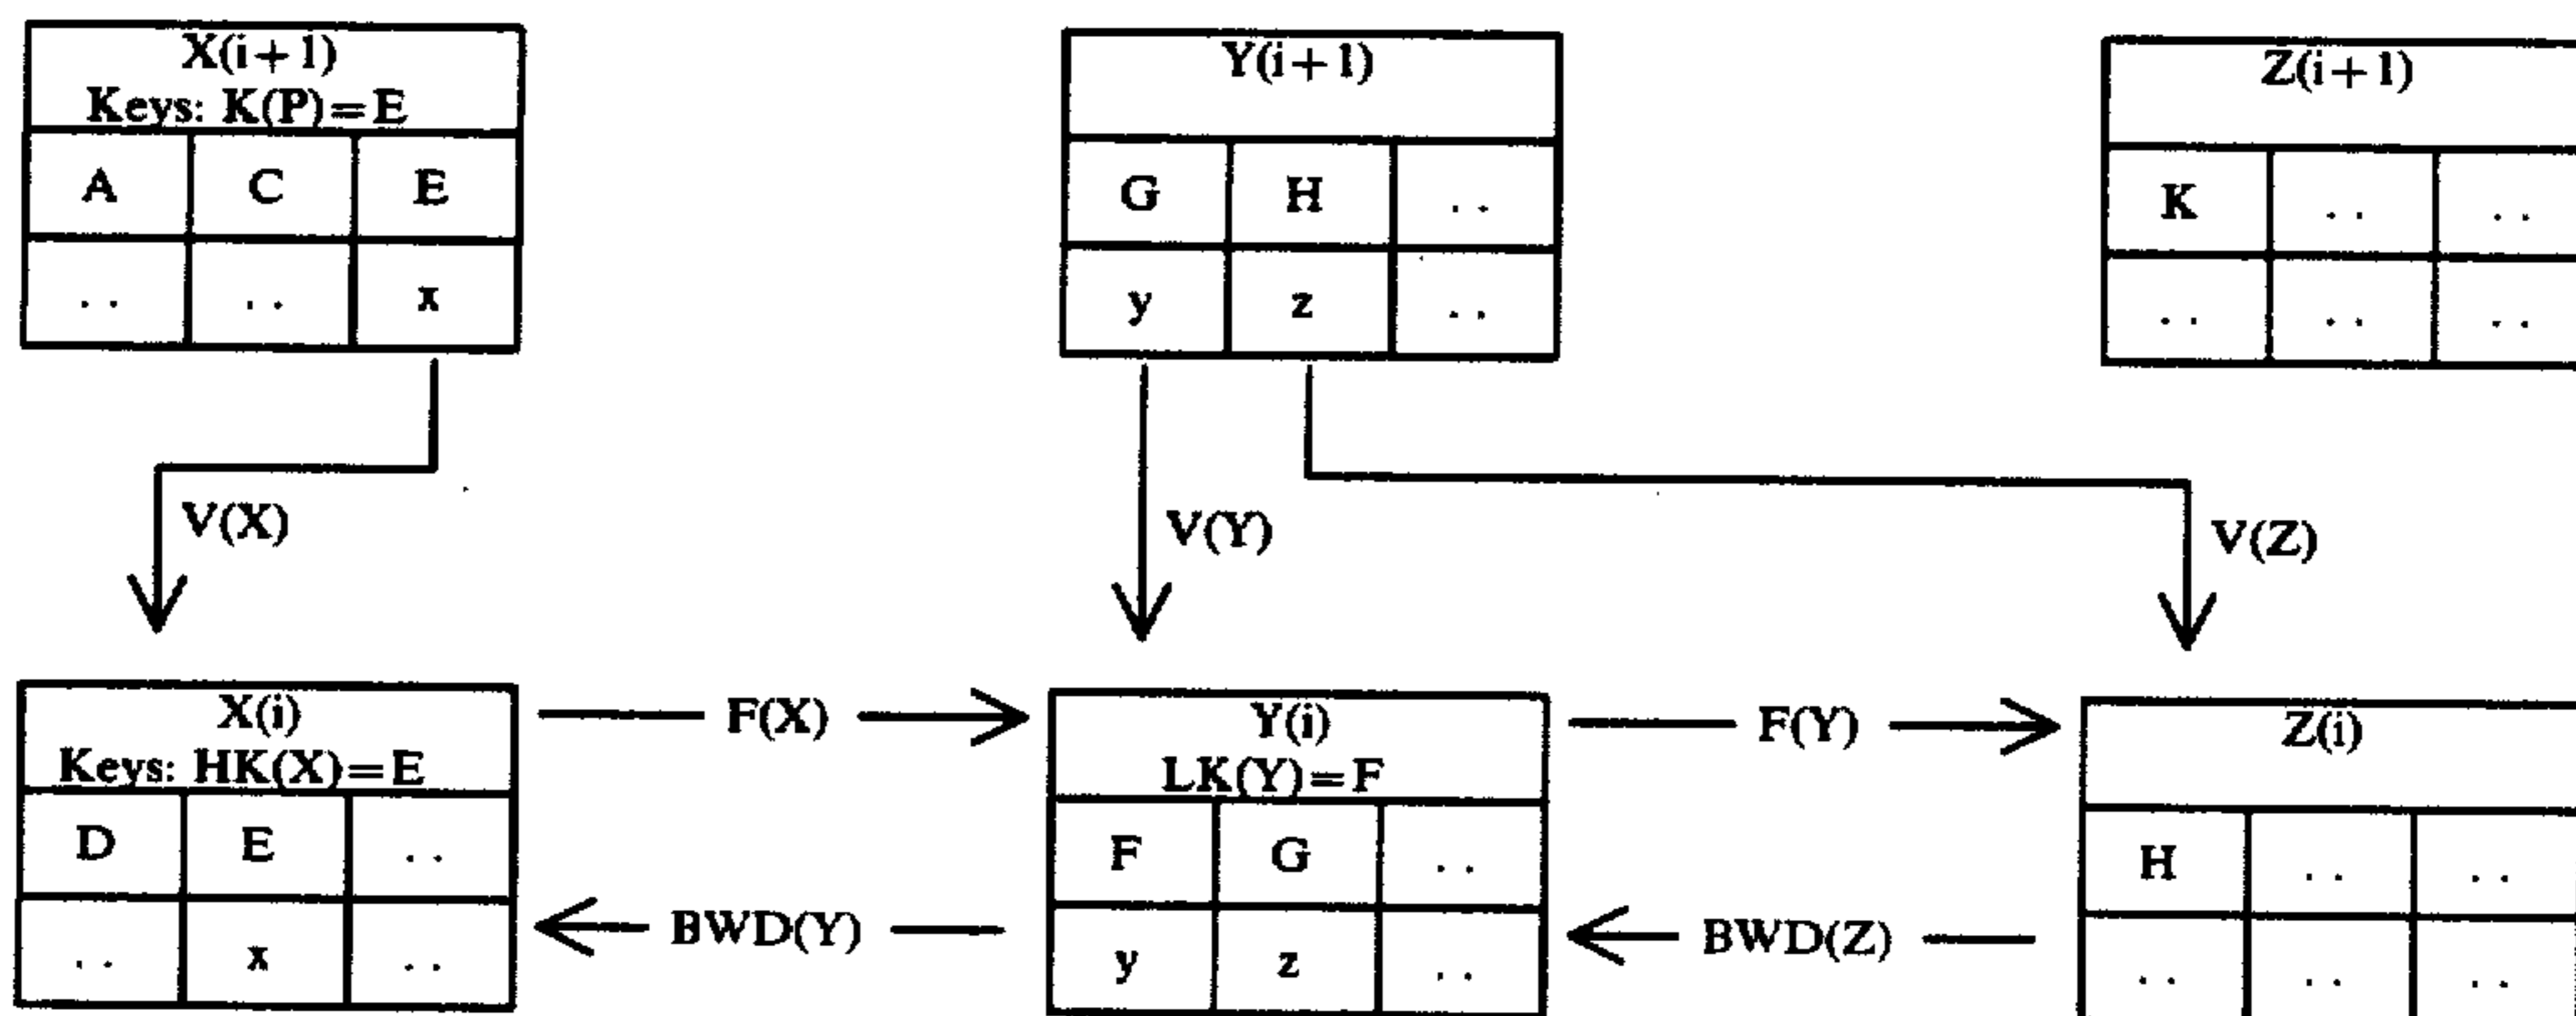 X(i+1)
Keys: K(P)=E
A C E
.. .. x
Y(i+1)
G H ..
y z ..
Z(i+1)
K .. ..
.. .. ..
V(X)
V(Y)
V(Z)
X(i)
Keys: HK(X)=E
D E ..
.. x ..
F(X)
BWD(Y)
Y(i)
LK(Y)=F
F G ..
y z ..
F(Y)
BWD(Z)
Z(i)
H .. ..
.. .. ..